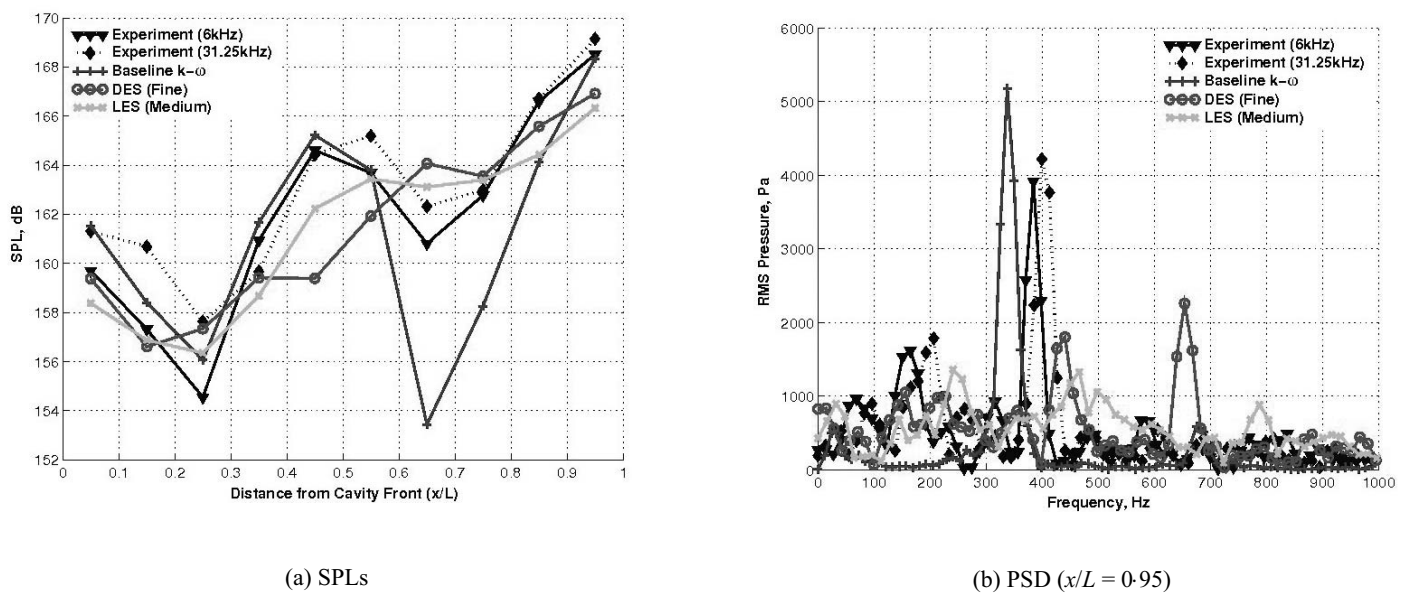 170
168
166
164
162
160
158
156
154
152
SPL, dB
Experiment (6kHz)
Experiment (31.25kHz)
Baseline k-ω
DES (Fine)
LES (Medium)
0 0.1 0.2 0.3 0.4 0.5 0.6 0.7 0.8 0.9 1
Distance from Cavity Front (x/L)
(a) SPLs
6000
5000
4000
3000
2000
1000
0
RMS Pressure, Pa
Experiment (6kHz)
Experiment (31.25kHz)
Baseline k-ω
DES (Fine)
LES (Medium)
0 100 200 300 400 500 600 700 800 900 1000
Frequency, Hz
(b) PSD (x/L = 0·95)